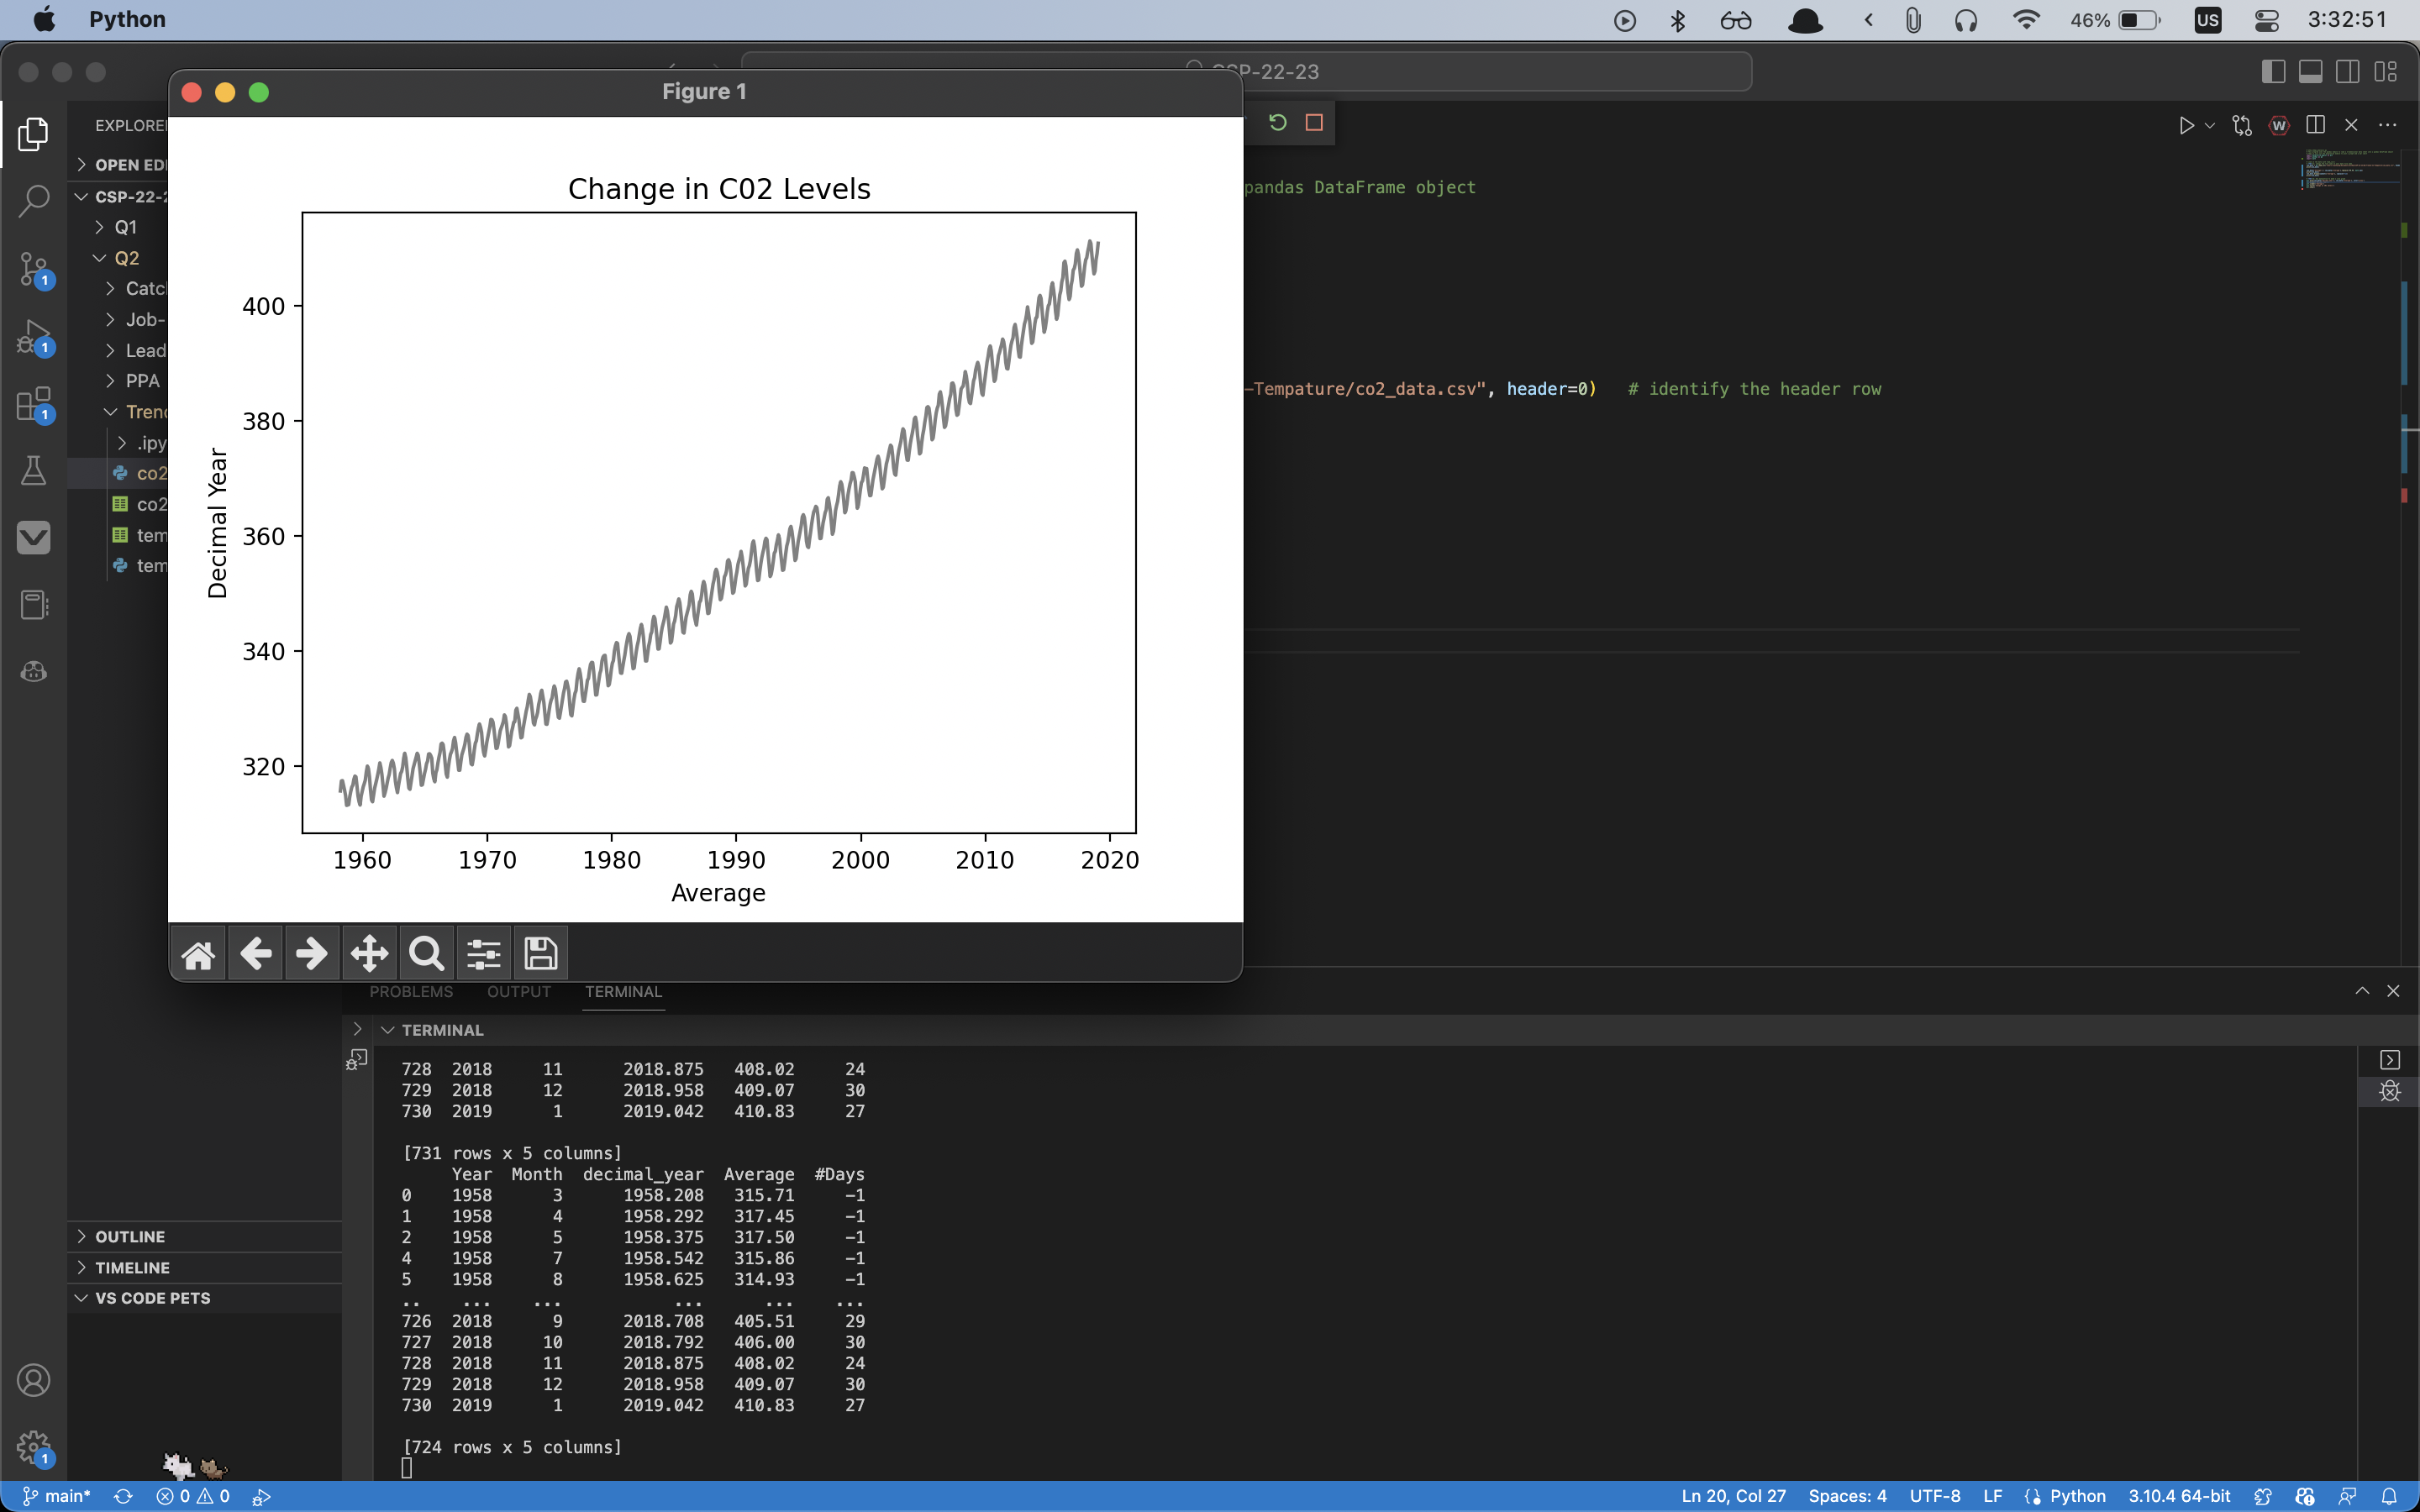 Python
46%
US
3:32:51
CSP-22-23
Figure 1
EXPLORE
OPEN EDI
CSP-22-2
Q1
Q2
Catc
Job-
Lead
PPA
Trend
.ipy
co2
co2
tem
tem
1
1
1
1
Change in C02 Levels
Decimal Year
400
380
360
340
320
1960 1970 1980 1990 2000 2010 2020
Average
W
pandas DataFrame object
-Tempature/co2_data.csv", header=0) # identify the header row
PROBLEMS OUTPUT TERMINAL
TERMINAL
728 2018 11 2018.875 408.02 24
729 2018 12 2018.958 409.07 30
730 2019 1 2019.042 410.83 27
[731 rows x 5 columns]
Year Month decimal_year Average #Days
0 1958 3 1958.208 315.71 -1
1 1958 4 1958.292 317.45 -1
2 1958 5 1958.375 317.50 -1
4 1958 7 1958.542 315.86 -1
5 1958 8 1958.625 314.93 -1
.. ... ... ... ... ...
726 2018 9 2018.708 405.51 29
727 2018 10 2018.792 406.00 30
728 2018 11 2018.875 408.02 24
729 2018 12 2018.958 409.07 30
730 2019 1 2019.042 410.83 27
[724 rows x 5 columns]
OUTLINE
TIMELINE
VS CODE PETS
main* 0 0
Ln 20, Col 27 Spaces: 4 UTF-8 LF Python 3.10.4 64-bit